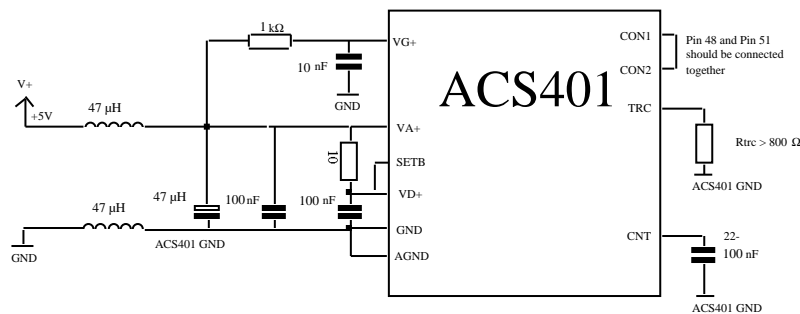 1 kΩ
VG+
10 nF
GND
V+
+5V
47 µH
VA+
10
SETB
VD+
47 µH
100 nF
100 nF
47 µH
GND
ACS401 GND
GND
AGND
ACS401
CON1
CON2
Pin 48 and Pin 51
should be connected
together
TRC
Rtrc > 800 Ω
ACS401 GND
CNT
22-
100 nF
ACS401 GND